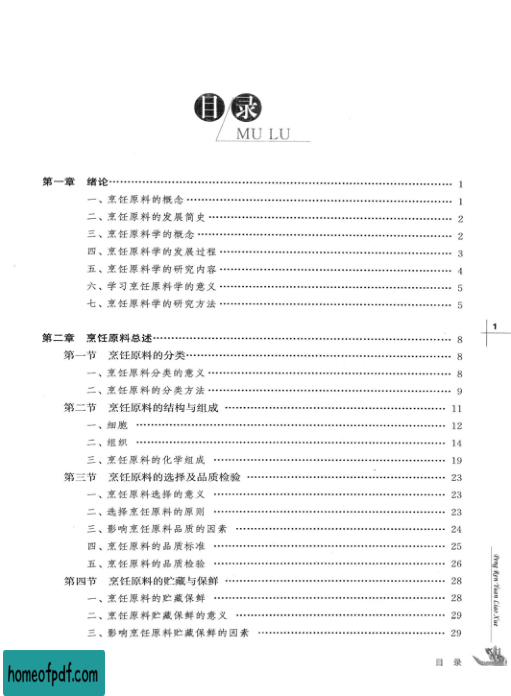 目录
MU LU
第一章 绪论……1
一、烹饪原料的概念……1
二、烹饪原料的发展简史……2
三、烹饪原料学的概念……2
四、烹饪原料学的发展过程……3
五、烹饪原料学的研究内容……4
六、学习烹饪原料学的意义……5
七、烹饪原料学的研究方法……5
第二章 烹饪原料总述……8
第一节 烹饪原料的分类……8
一、烹饪原料分类的意义……8
二、烹饪原料的分类方法……9
第二节 烹饪原料的结构与组成……11
一、细胞……12
二、组织……14
三、烹饪原料的化学组成……19
第三节 烹饪原料的选择及品质检验……23
一、烹饪原料选择的意义……23
二、选择烹饪原料的原则……23
三、影响烹饪原料品质的因素……24
四、烹饪原料的品质标准……25
五、烹饪原料的品质检验……26
第四节 烹饪原料的贮藏与保鲜……28
一、烹饪原料的贮藏保鲜……28
二、烹饪原料贮藏保鲜的意义……29
三、影响烹饪原料贮藏保鲜的因素……29
1
Peng Ren Yuan Liao Xue
目 录
homeofpdf.com